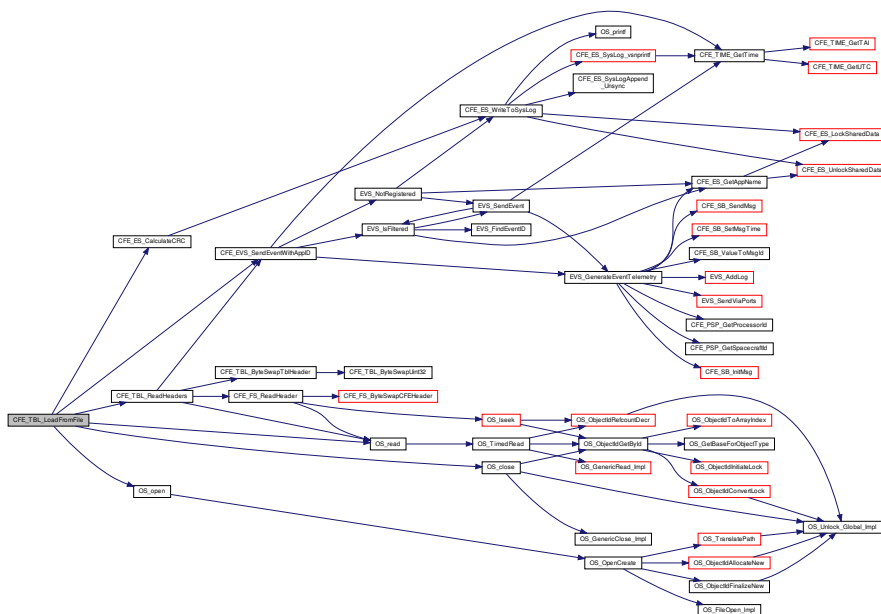 OS_printf
CFE_TIME_GetTAI
CFE_ES_SysLog_vsnprintf
CFE_TIME_GetTime
CFE_TIME_GetUTC
CFE_ES_SysLogAppend
_Unsync
CFE_ES_WriteToSysLog
CFE_ES_LockSharedData
CFE_ES_UnlockSharedData
CFE_ES_GetAppName
EVS_NotRegistered
EVS_SendEvent
CFE_SB_SendMsg
EVS_IsFiltered
EVS_FindEventID
CFE_SB_SetMsgTime
CFE_ES_CalculateCRC
CFE_EVS_SendEventWithAppID
CFE_SB_ValueToMsgId
EVS_GenerateEventTelemetry
EVS_AddLog
EVS_SendViaPorts
CFE_PSP_GetProcessorId
CFE_PSP_GetSpacecraftId
CFE_TBL_ByteSwapTblHeader
CFE_TBL_ByteSwapUint32
CFE_SB_InitMsg
CFE_TBL_ReadHeaders
CFE_FS_ReadHeader
CFE_FS_ByteSwapCFEHeader
CFE_TBL_LoadFromFile
OS_lseek
OS_ObjectIdRefcountDecr
OS_ObjectIdToArrayIndex
OS_read
OS_TimedRead
OS_ObjectIdGetById
OS_GetBaseForObjectType
OS_close
OS_GenericRead_Impl
OS_ObjectIdInitiateLock
OS_open
OS_ObjectIdConvertLock
OS_Unlock_Global_Impl
OS_GenericClose_Impl
OS_TranslatePath
OS_OpenCreate
OS_ObjectIdAllocateNew
OS_ObjectIdFinalizeNew
OS_FileOpen_Impl